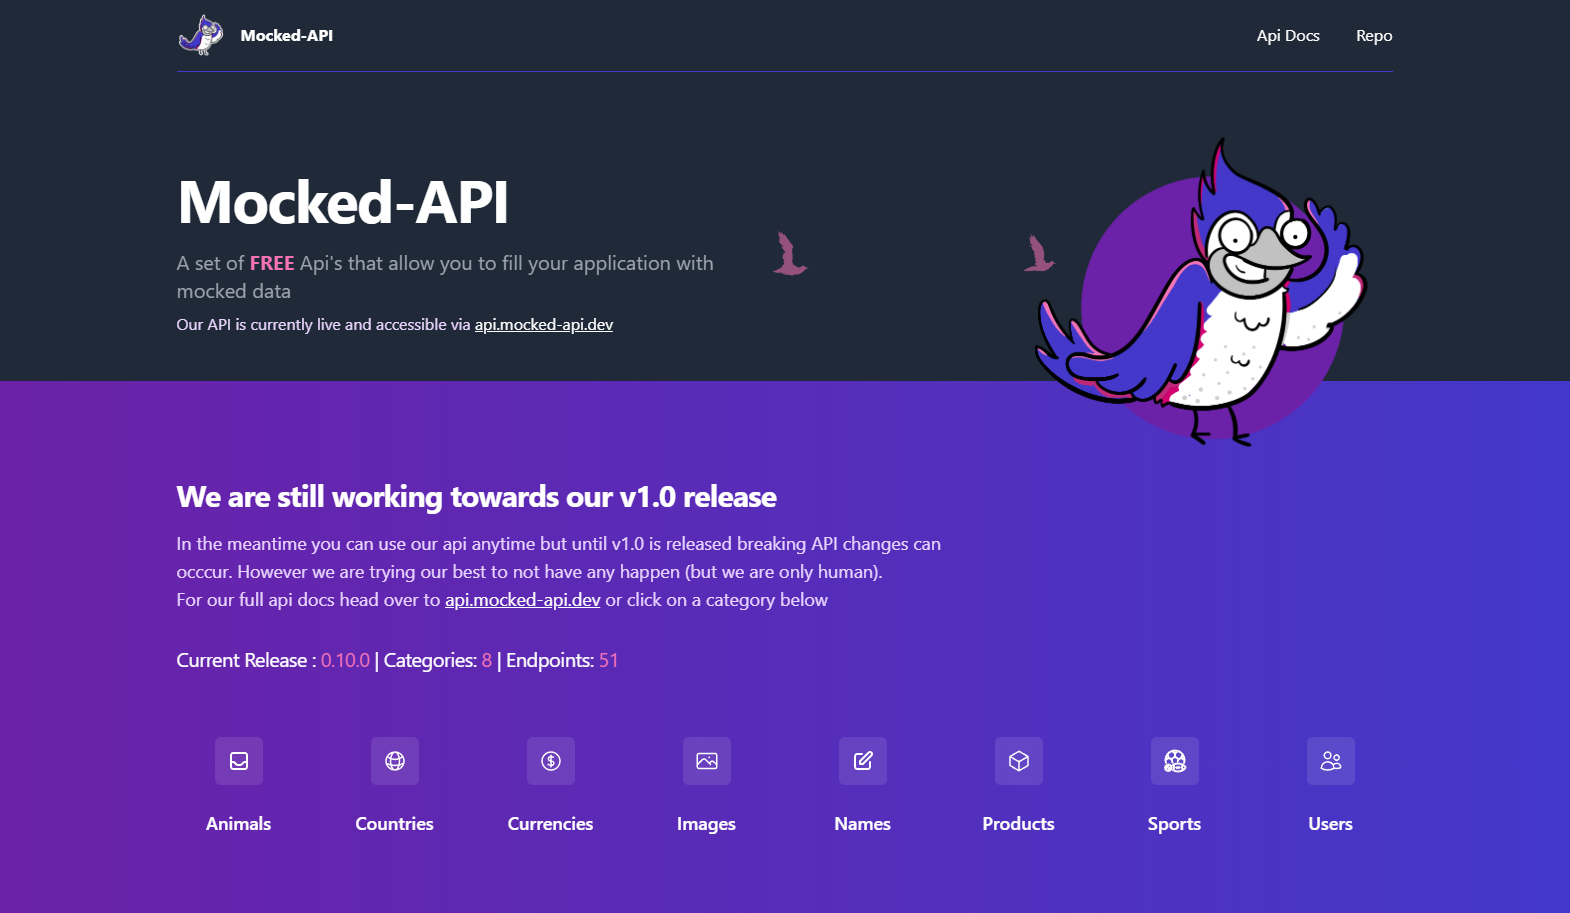 Mocked-API
Api Docs
Repo
Mocked-API
A set of FREE Api's that allow you to fill your application with
mocked data
Our API is currently live and accessible via api.mocked-api.dev
We are still working towards our v1.0 release
In the meantime you can use our api anytime but until v1.0 is released breaking API changes can
occcur. However we are trying our best to not have any happen (but we are only human).
For our full api docs head over to api.mocked-api.dev or click on a category below
Current Release : 0.10.0 | Categories: 8 | Endpoints: 51
Animals
Countries
Currencies
Images
Names
Products
Sports
Users